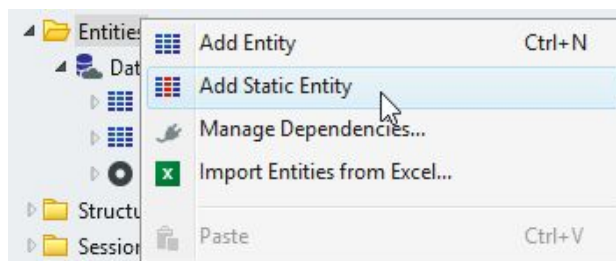 Entities
Add Entity Ctrl+N
Dat
Add Static Entity
Manage Dependencies...
Import Entities from Excel...
Structu
Paste Ctrl+V
Session